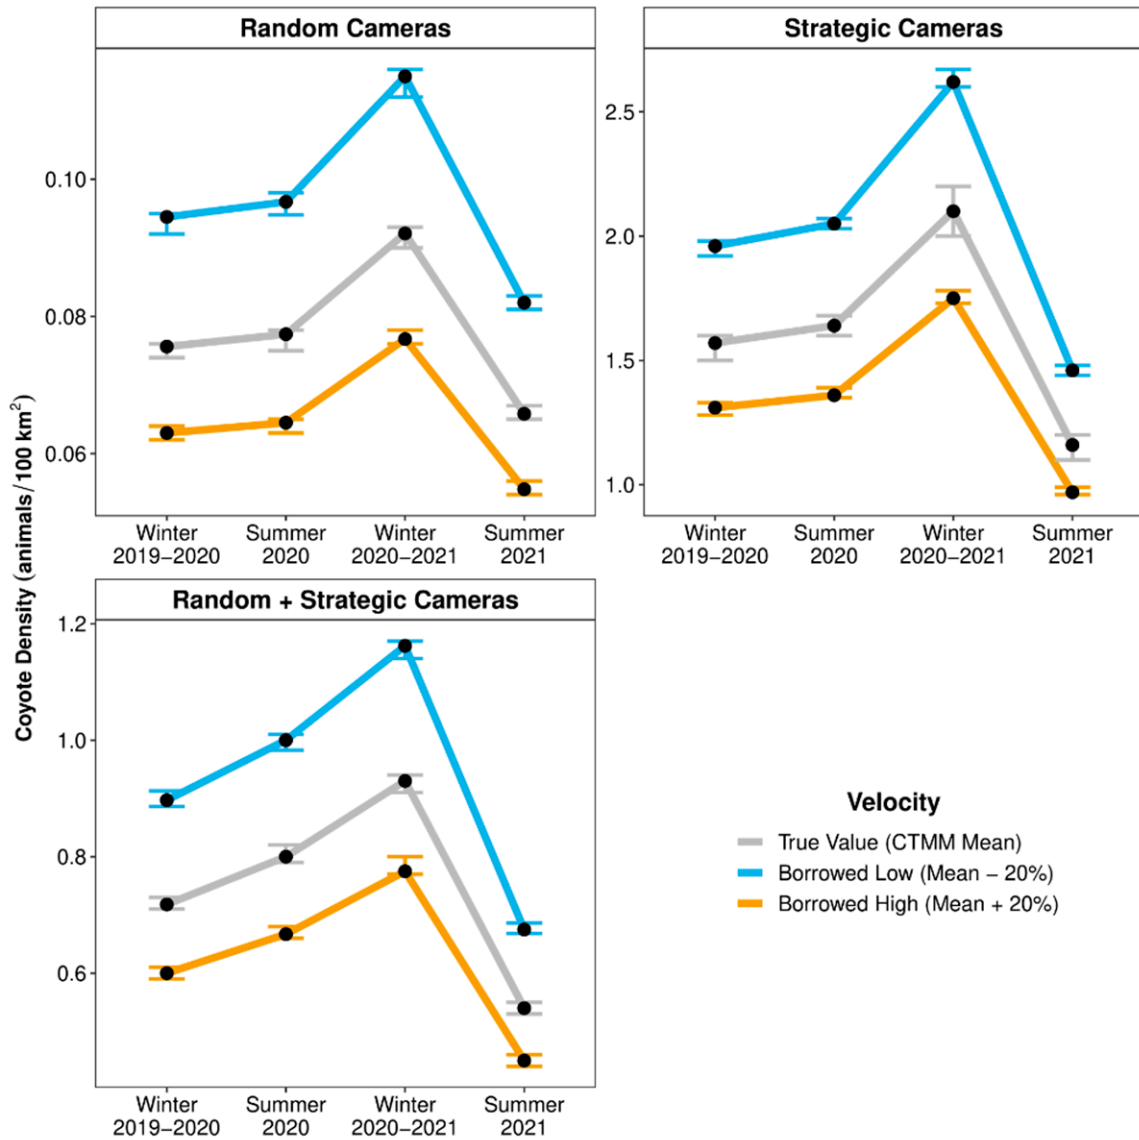 Random Cameras
Strategic Cameras
Coyote Density (animals/100 km²)
0.10
0.08
0.06
Winter
2019–2020
Summer
2020
Winter
2020–2021
Summer
2021
2.5
2.0
1.5
1.0
Winter
2019–2020
Summer
2020
Winter
2020–2021
Summer
2021
Random + Strategic Cameras
1.2
1.0
0.8
0.6
Winter
2019–2020
Summer
2020
Winter
2020–2021
Summer
2021
Velocity
True Value (CTMM Mean)
Borrowed Low (Mean − 20%)
Borrowed High (Mean + 20%)